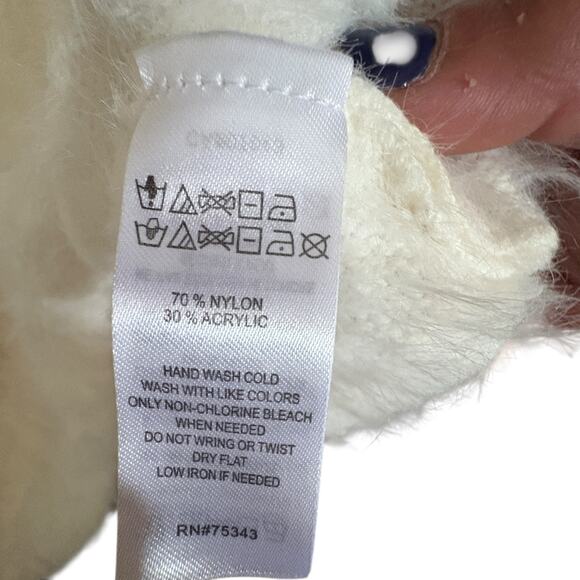 70 % NYLON
30 % ACRYLIC
HAND WASH COLD
WASH WITH LIKE COLORS
ONLY NON-CHLORINE BLEACH
WHEN NEEDED
DO NOT WRING OR TWIST
DRY FLAT
LOW IRON IF NEEDED
RN#75343